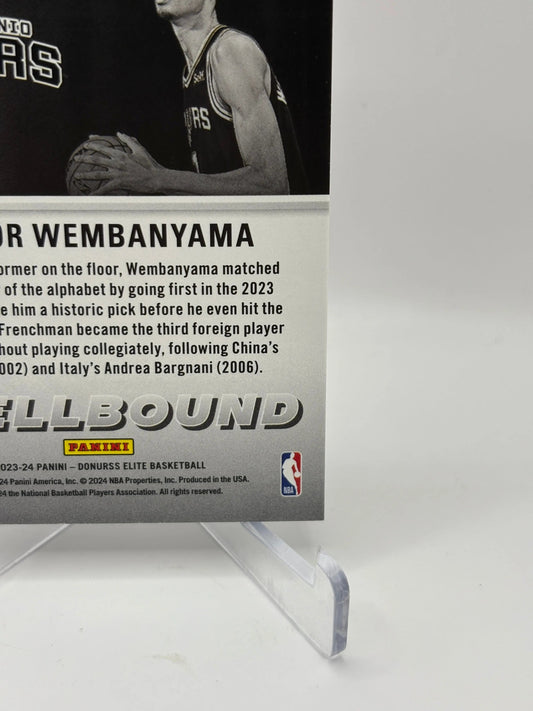 NIO
RS
RS
OR WEMBANYAMA
ormer on the floor, Wembanyama matched
of the alphabet by going first in the 2023
e him a historic pick before he even hit the
Frenchman became the third foreign player
hout playing collegiately, following China's
002) and Italy's Andrea Bargnani (2006).
ELLBOUND
PANINI
2023-24 PANINI – DONURSS ELITE BASKETBALL
24 Panini America, Inc. © 2024 NBA Properties, Inc. Produced in the USA.
24 the National Basketball Players Association. All rights reserved.
NBA